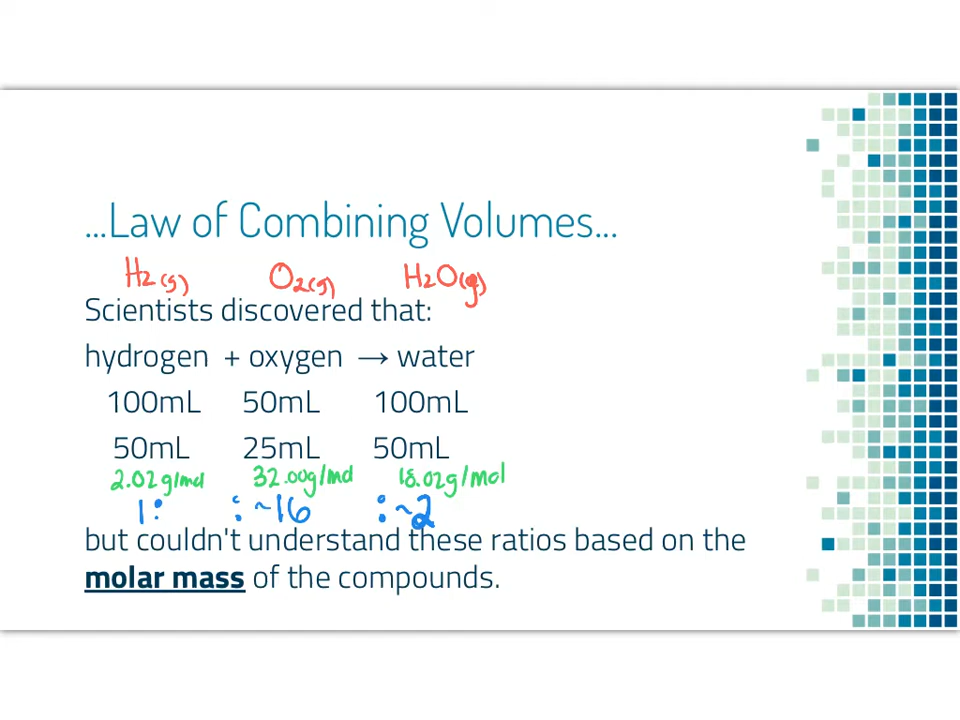 ...Law of Combining Volumes...
H2(g) O2(g) H2O(g)
Scientists discovered that:
hydrogen + oxygen → water
100mL 50mL 100mL
50mL 25mL 50mL
2.02g/mol 32.00g/mol 18.02g/mol
1: :~16 :~2
but couldn't understand these ratios based on the
molar mass of the compounds.